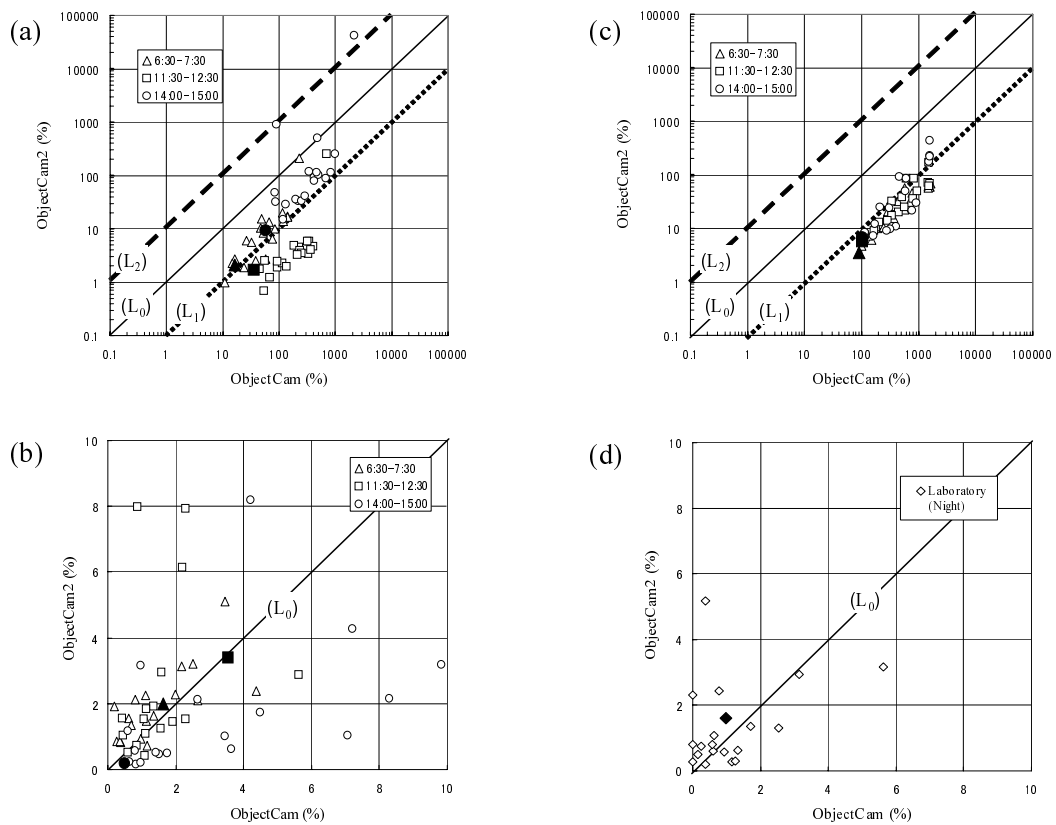 (a)
100000
10000
1000
100
10
1
0.1
ObjectCam2 (%)
6:30-7:30
11:30-12:30
14:00-15:00
(L2)
(L0)
(L1)
0.1 1 10 100 1000 10000 100000
ObjectCam (%)
(c)
100000
10000
1000
100
10
1
0.1
ObjectCam2 (%)
6:30-7:30
11:30-12:30
14:00-15:00
(L2)
(L0)
(L1)
0.1 1 10 100 1000 10000 100000
ObjectCam (%)
(b)
10
8
6
4
2
0
ObjectCam2 (%)
6:30-7:30
11:30-12:30
14:00-15:00
(L0)
0 2 4 6 8 10
ObjectCam (%)
(d)
10
8
6
4
2
0
ObjectCam2 (%)
Laboratory
(Night)
(L0)
0 2 4 6 8 10
ObjectCam (%)